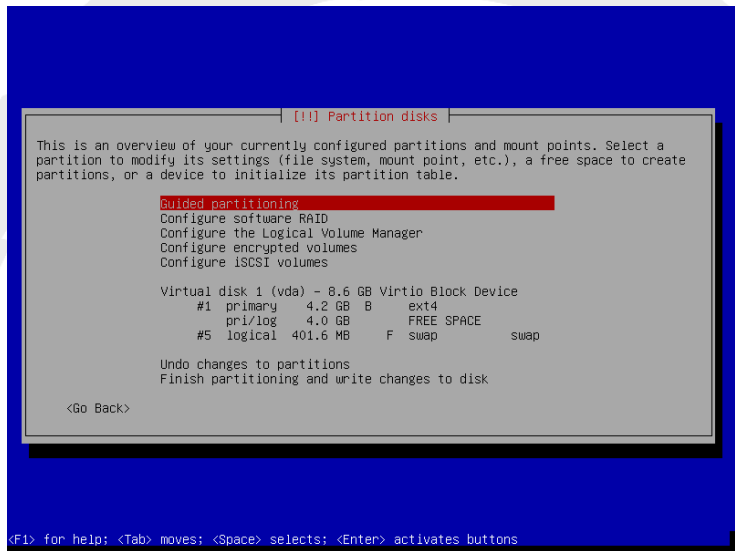 [!!] Partition disks
This is an overview of your currently configured partitions and mount points. Select a
partition to modify its settings (file system, mount point, etc.), a free space to create
partitions, or a device to initialize its partition table.
Guided partitioning
Configure software RAID
Configure the Logical Volume Manager
Configure encrypted volumes
Configure iSCSI volumes
Virtual disk 1 (vda) - 8.6 GB Virtio Block Device
#1 primary 4.2 GB B ext4
pri/log 4.0 GB FREE SPACE
#5 logical 401.6 MB F swap swap
Undo changes to partitions
Finish partitioning and write changes to disk
<Go Back>
<F1> for help; <Tab> moves; <Space> selects; <Enter> activates buttons